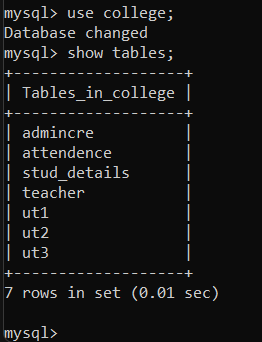 mysql> use college;
Database changed
mysql> show tables;
+-------------------+
| Tables_in_college |
+-------------------+
| admincre          |
| attendence        |
| stud_details      |
| teacher           |
| ut1               |
| ut2               |
| ut3               |
+-------------------+
7 rows in set (0.01 sec)
mysql>